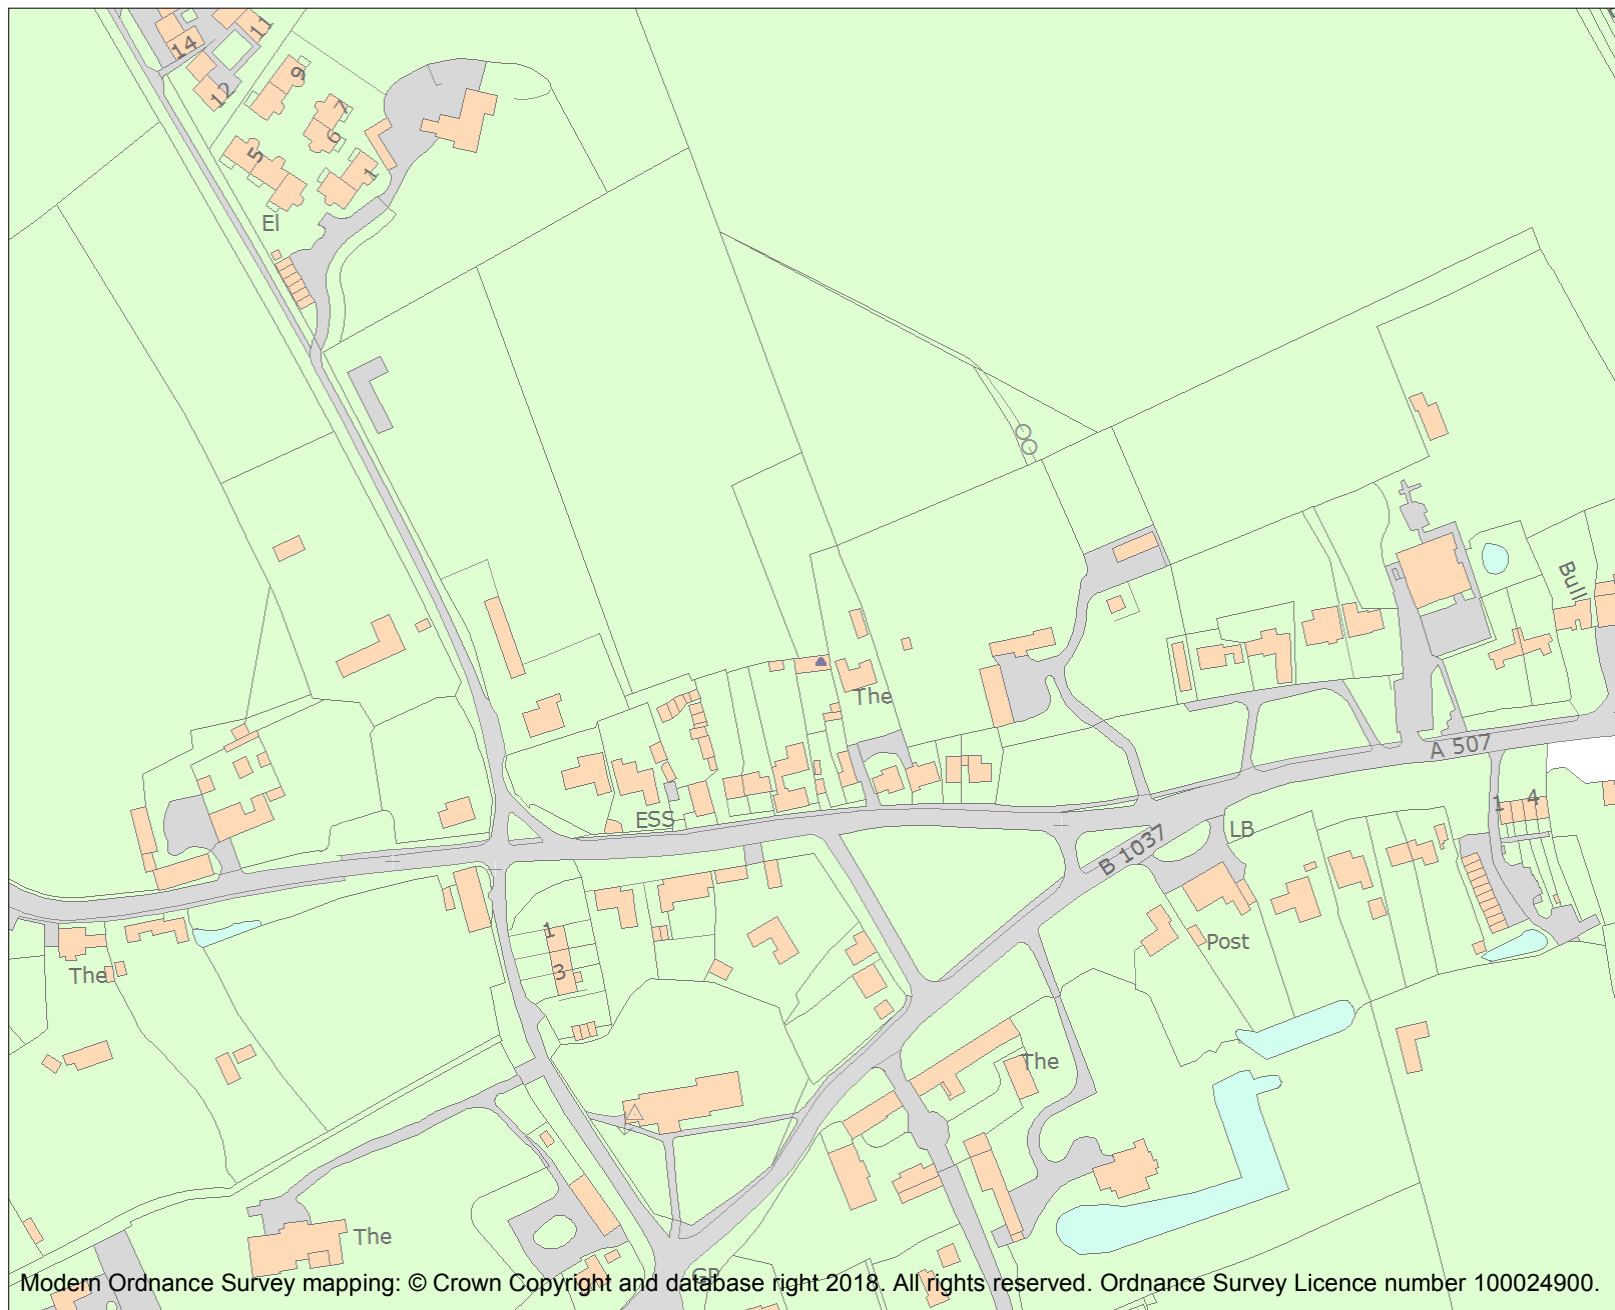 11
14
9
12
7
6
5
1
El
Bull
The
A 507
1 4
ESS
LB
B 1037
1
Post
3
The
The
The
GP
Modern Ordnance Survey mapping: © Crown Copyright and database right 2018. All rights reserved. Ordnance Survey Licence number 100024900.